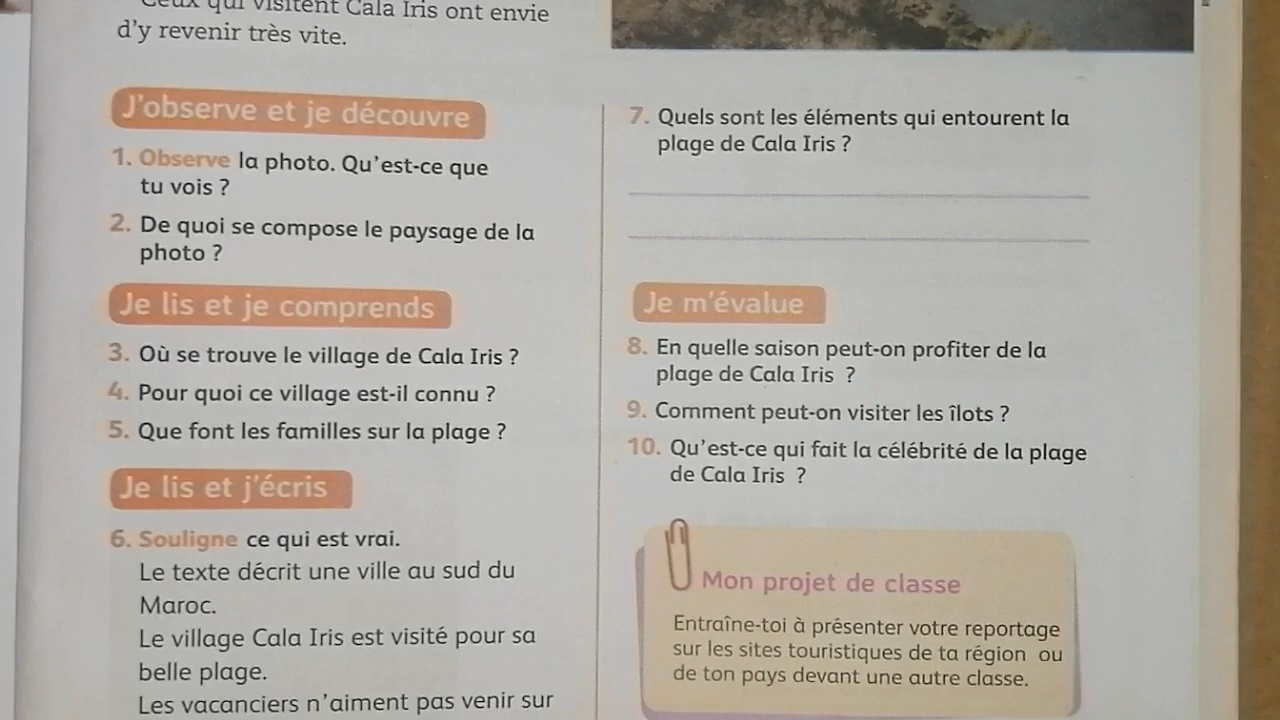 Ceux qui visitent Cala Iris ont envie
d'y revenir très vite.
J'observe et je découvre
1. Observe la photo. Qu'est-ce que
tu vois ?
2. De quoi se compose le paysage de la
photo ?
Je lis et je comprends
3. Où se trouve le village de Cala Iris ?
4. Pour quoi ce village est-il connu ?
5. Que font les familles sur la plage ?
Je lis et j'écris
6. Souligne ce qui est vrai.
Le texte décrit une ville au sud du
Maroc.
Le village Cala Iris est visité pour sa
belle plage.
Les vacanciers n'aiment pas venir sur
7. Quels sont les éléments qui entourent la
plage de Cala Iris ?
Je m'évalue
8. En quelle saison peut-on profiter de la
plage de Cala Iris ?
9. Comment peut-on visiter les îlots ?
10. Qu'est-ce qui fait la célébrité de la plage
de Cala Iris ?
Mon projet de classe
Entraîne-toi à présenter votre reportage
sur les sites touristiques de ta région ou
de ton pays devant une autre classe.